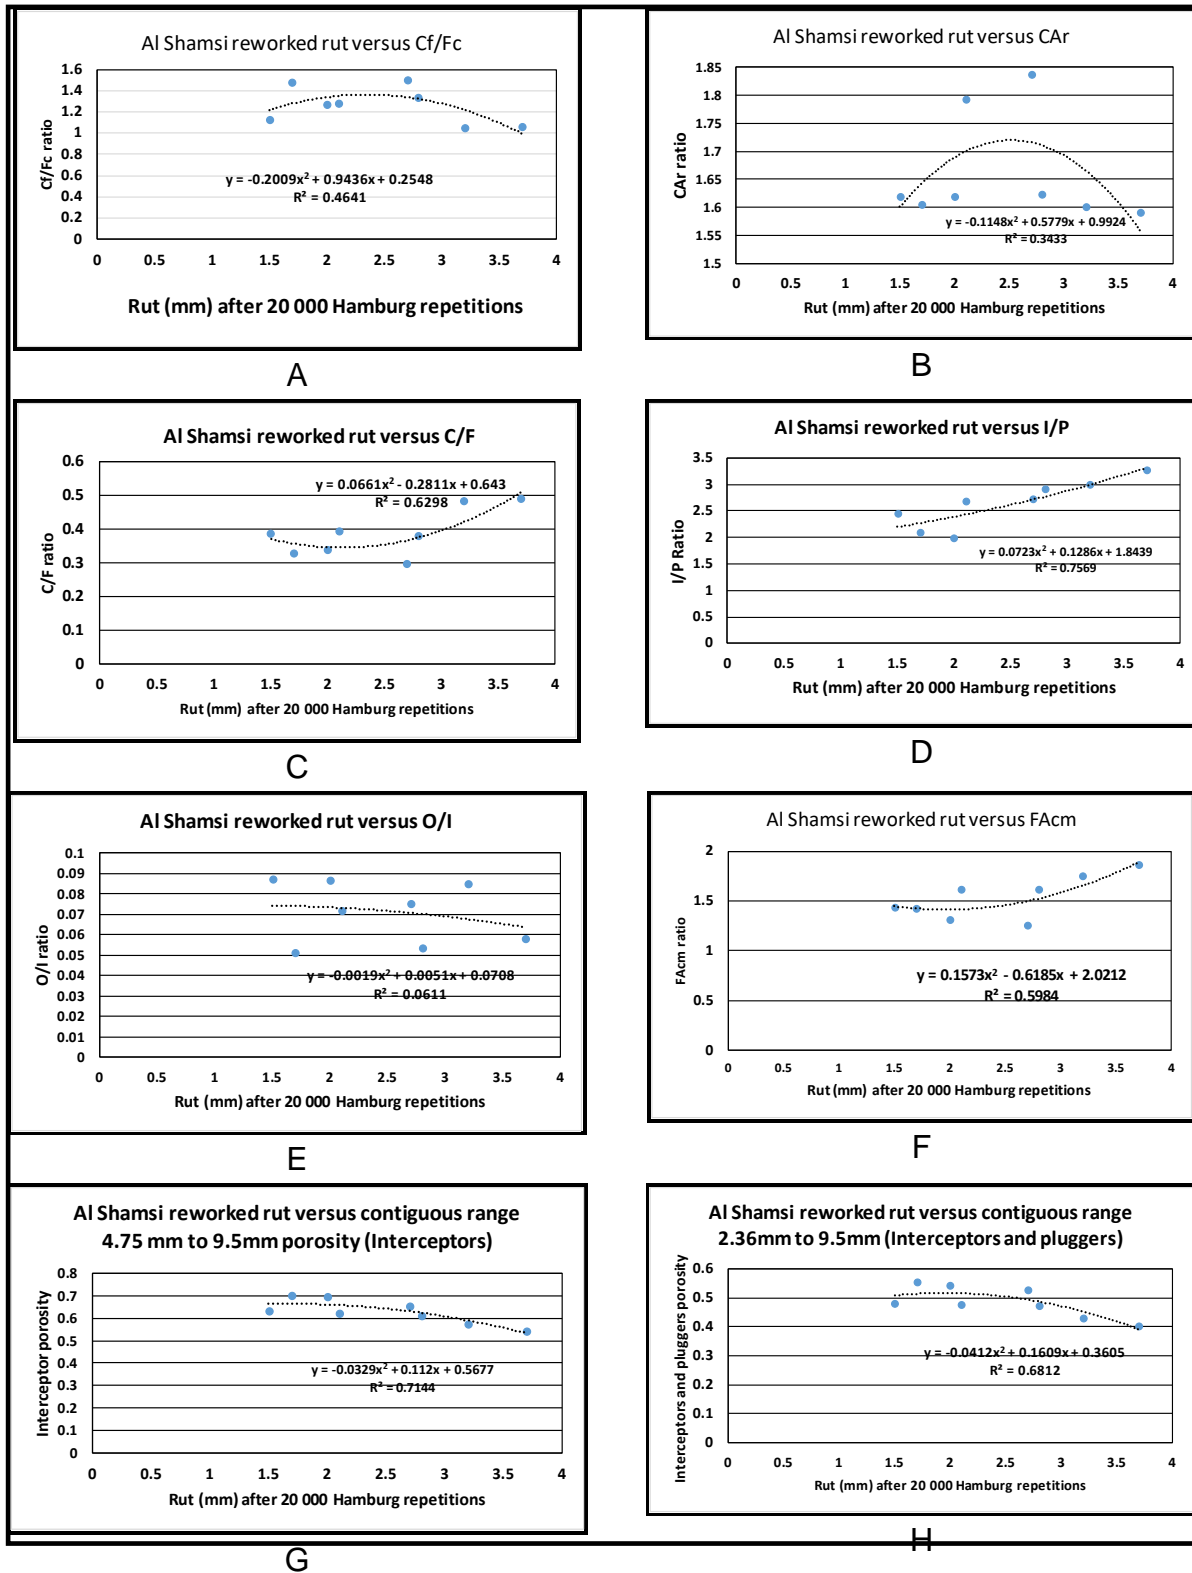 Al Shamsi reworked rut versus Cf/Fc
Cf/Fc ratio
1.6
1.4
1.2
1
0.8
0.6
0.4
0.2
0
y = -0.2009x² + 0.9436x + 0.2548
R² = 0.4641
0 0.5 1 1.5 2 2.5 3 3.5 4
Rut (mm) after 20 000 Hamburg repetitions
A
Al Shamsi reworked rut versus CAr
CAr ratio
1.85
1.8
1.75
1.7
1.65
1.6
1.55
1.5
y = -0.1148x² + 0.5779x + 0.9924
R² = 0.3433
0 0.5 1 1.5 2 2.5 3 3.5 4
Rut (mm) after 20 000 Hamburg repetitions
B
Al Shamsi reworked rut versus C/F
C/F ratio
0.6
0.5
0.4
0.3
0.2
0.1
0
y = 0.0661x² - 0.2811x + 0.643
R² = 0.6298
0 0.5 1 1.5 2 2.5 3 3.5 4
Rut (mm) after 20 000 Hamburg repetitions
C
Al Shamsi reworked rut versus I/P
I/P Ratio
3.5
3
2.5
2
1.5
1
0.5
0
y = 0.0723x² + 0.1286x + 1.8439
R² = 0.7569
0 0.5 1 1.5 2 2.5 3 3.5 4
Rut (mm) after 20 000 Hamburg repetitions
D
Al Shamsi reworked rut versus O/I
O/I ratio
0.1
0.09
0.08
0.07
0.06
0.05
0.04
0.03
0.02
0.01
0
y = -0.0019x² + 0.0051x + 0.0708
R² = 0.0611
0 0.5 1 1.5 2 2.5 3 3.5 4
Rut (mm) after 20 000 Hamburg repetitions
E
Al Shamsi reworked rut versus FAcm
FAcm ratio
2
1.5
1
0.5
0
y = 0.1573x² - 0.6185x + 2.0212
R² = 0.5984
0 0.5 1 1.5 2 2.5 3 3.5 4
Rut (mm) after 20 000 Hamburg repetitions
F
Al Shamsi reworked rut versus contiguous range
4.75 mm to 9.5mm porosity (Interceptors)
Interceptor porosity
0.8
0.7
0.6
0.5
0.4
0.3
0.2
0.1
0
y = -0.0329x² + 0.112x + 0.5677
R² = 0.7144
0 0.5 1 1.5 2 2.5 3 3.5 4
Rut (mm) after 20 000 Hamburg repetitions
G
Al Shamsi reworked rut versus contiguous range
2.36mm to 9.5mm (Interceptors and pluggers)
Interceptors and pluggers porosity
0.6
0.5
0.4
0.3
0.2
0.1
0
y = -0.0412x² + 0.1609x + 0.3605
R² = 0.6812
0 0.5 1 1.5 2 2.5 3 3.5 4
Rut (mm) after 20 000 Hamburg repetitions
H